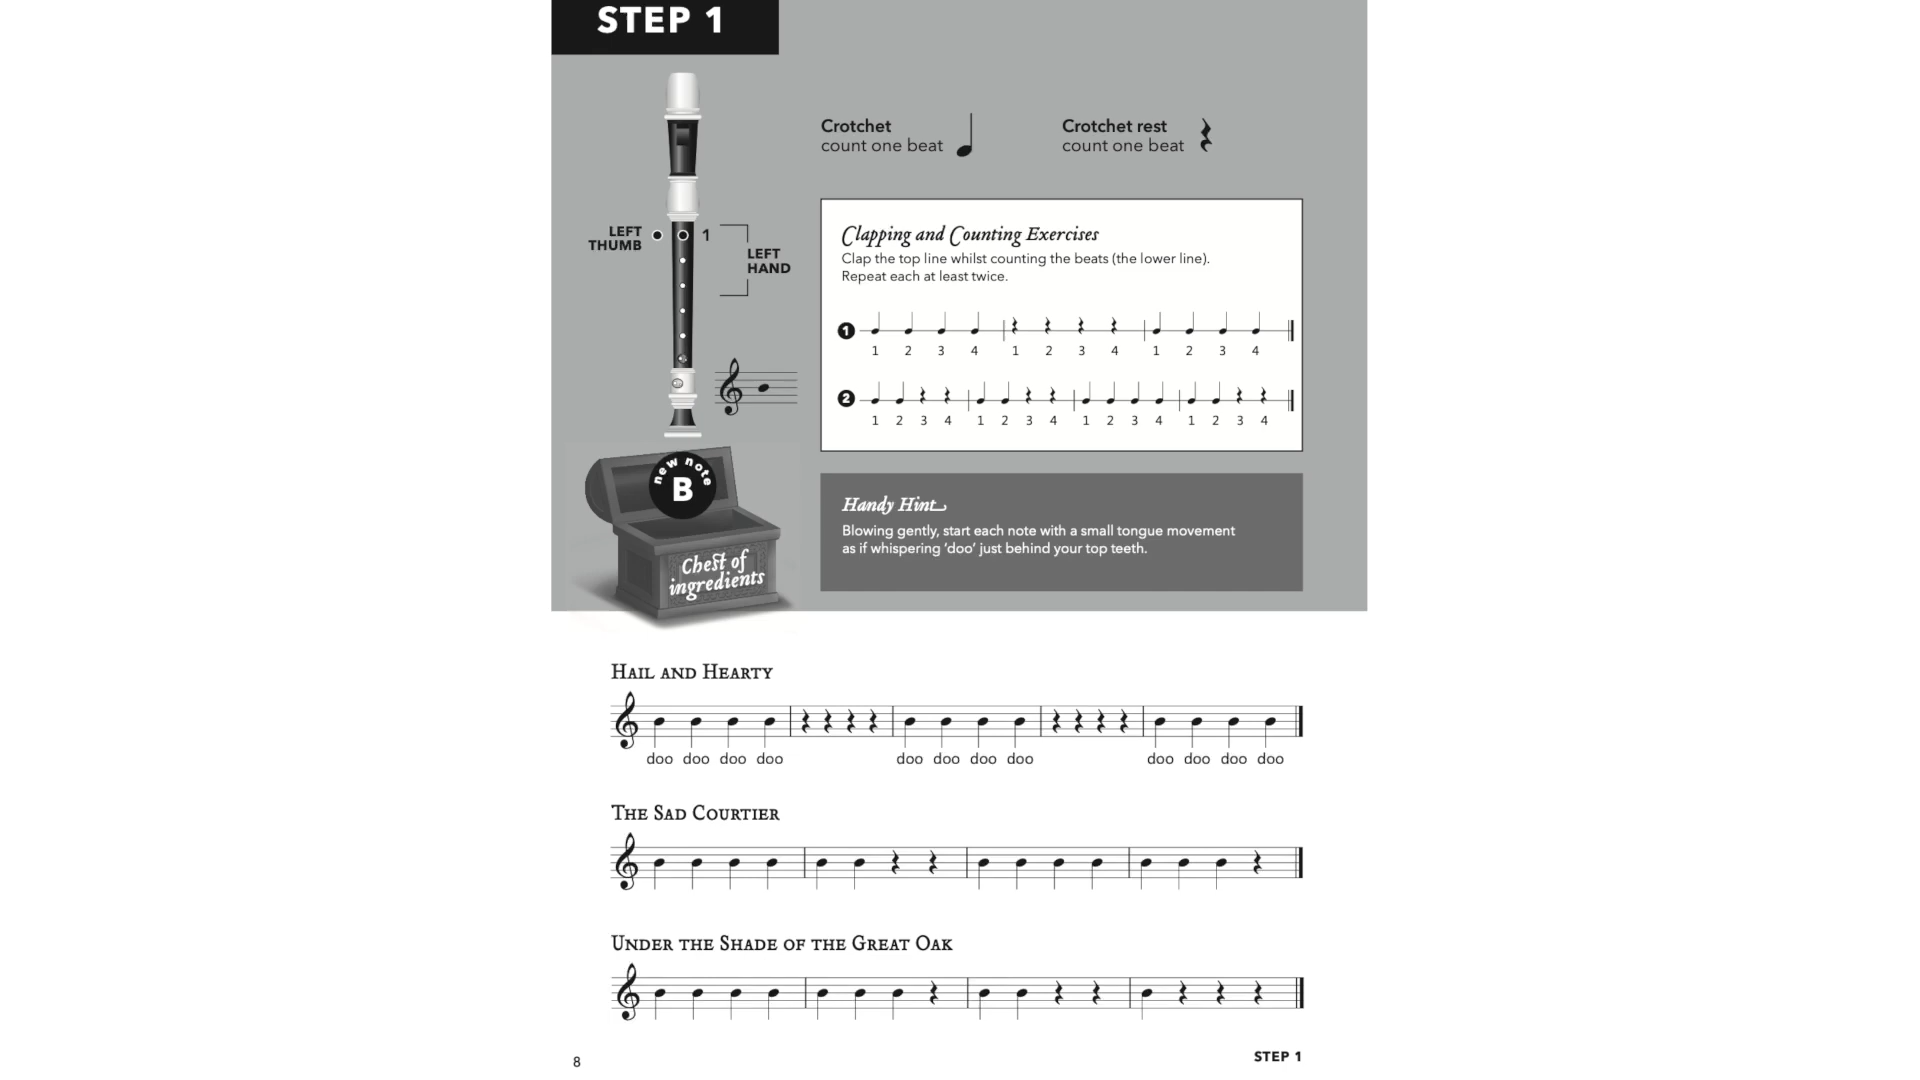 STEP 1
Crotchet
count one beat
Crotchet rest
count one beat
LEFT
THUMB
1
LEFT
HAND
Clapping and Counting Exercises
Clap the top line whilst counting the beats (the lower line).
Repeat each at least twice.
1
1 2 3 4 1 2 3 4 1 2 3 4
2
1 2 3 4 1 2 3 4 1 2 3 4 1 2 3 4
new note
B
Chest of
ingredients
Handy Hint
Blowing gently, start each note with a small tongue movement
as if whispering ‘doo’ just behind your top teeth.
HAIL AND HEARTY
doo doo doo doo doo doo doo doo doo doo doo doo
THE SAD COURTIER
UNDER THE SHADE OF THE GREAT OAK
8
STEP 1